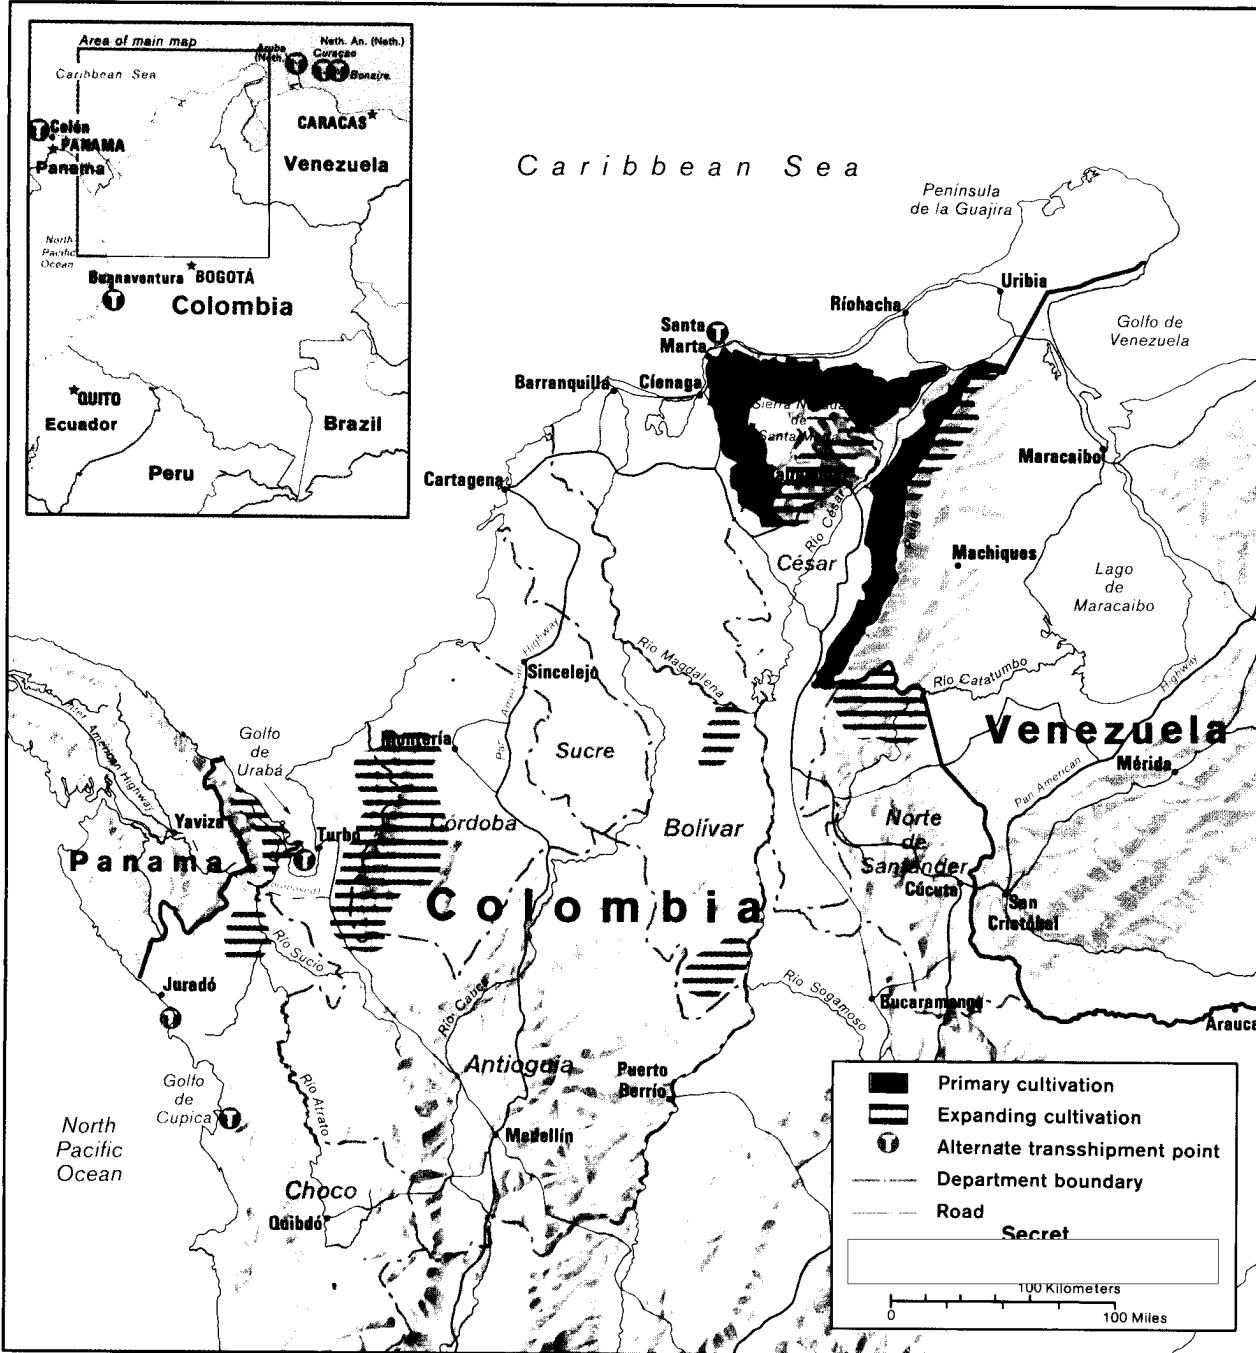 Area of main map
Caribbean Sea
Aruba
(Neth.)
Neth. An. (Neth.)
Curaçao
Bonaire
T
T
T
CARACAS
Venezuela
T
Colón
PANAMA
Panama
North
Pacific
Ocean
Buenaventura
BOGOTÁ
T
Colombia
QUITO
Ecuador
Brazil
Peru
Caribbean Sea
Península
de la Guajira
Uribia
Ríohacha
Golfo de
Venezuela
Santa
Marta
T
Barranquilla
Cíenaga
Sierra
de
Santa
Cartagena
Maracaibo
Río César
César
Machiques
Lago
de
Maracaibo
Highway
Sincelejo
Río Magdalena
Río Catatumbo
Highway
Venezuela
Golfo
de
Urabá
Montería
Sucre
Pan American
Mérida
Inter American Highway
Yaviza
Turbo
T
Córdoba
Bolívar
Norte
de
Santander
Panama
Cúcuta
San
Cristóbal
Colombia
Río Sucio
Río Sogamoso
Juradó
T
Bucaramanga
Arauca
Antioquia
Puerto
Berrío
Golfo
de
Cupica
T
Río Atrato
North
Pacific
Ocean
Medellín
Choco
Quibdó
Primary cultivation
Expanding cultivation
T
Alternate transshipment point
Department boundary
Road
Secret
100 Kilometers
0
100 Miles